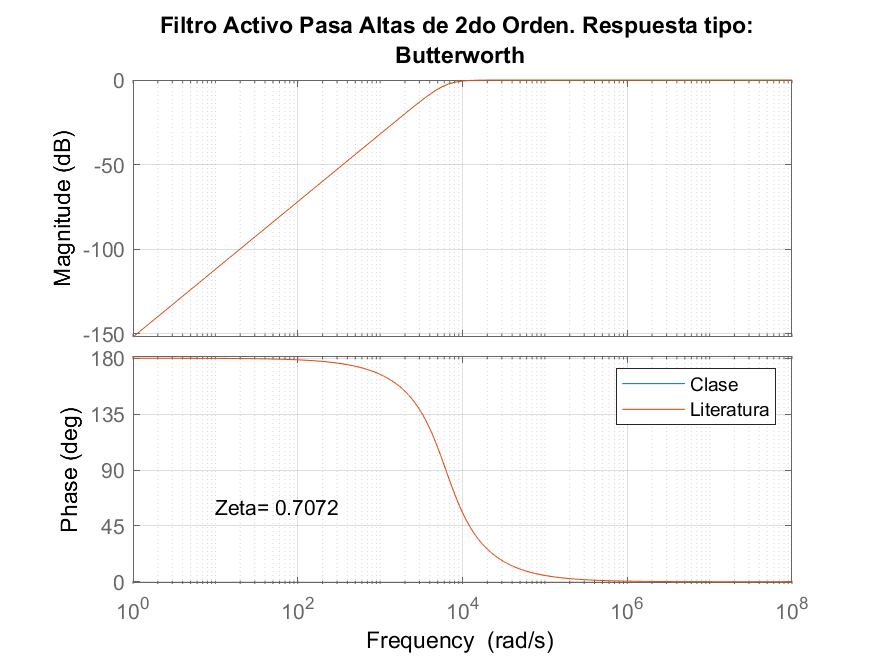 Filtro Activo Pasa Altas de 2do Orden. Respuesta tipo:
Butterworth
Magnitude (dB)
0
-50
-100
-150
Phase (deg)
180
135
90
45
0
Clase
Literatura
Zeta= 0.7072
10^0 10^2 10^4 10^6 10^8
Frequency (rad/s)